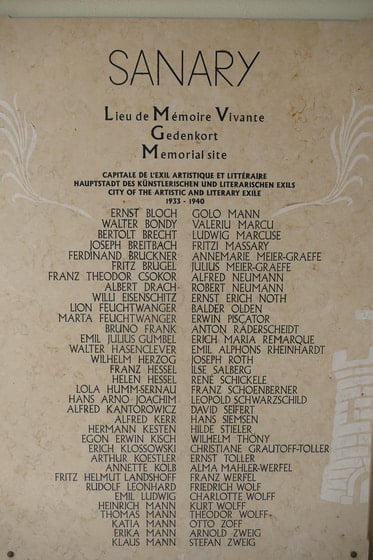 SANARY
Lieu de Mémoire Vivante
Gedenkort
Memorial site
CAPITALE DE L'EXIL ARTISTIQUE ET LITTÉRAIRE
HAUPTSTADT DES KÜNSTLERISCHEN UND LITERARISCHEN EXILS
CITY OF THE ARTISTIC AND LITERARY EXILE
1933 - 1940
ERNST BLOCH GOLO MANN
WALTER BONDY VALERIU MARCU
BERTOLT BRECHT LUDWIG MARCUSE
JOSEPH BREITBACH FRITZI MASSARY
FERDINAND BRUCKNER ANNEMARIE MEIER-GRAEFE
FRITZ BRÜGEL JULIUS MEIER-GRAEFE
FRANZ THEODOR CSOKOR ALFRED NEUMANN
ALBERT DRACH ROBERT NEUMANN
WILLI EISENSCHITZ ERNST ERICH NOTH
LION FEUCHTWANGER BALDER OLDEN
MARTA FEUCHTWANGER ERWIN PISCATOR
BRUNO FRANK ANTON RÄDERSCHEIDT
EMIL JULIUS GUMBEL ERICH MARIA REMARQUE
WALTER HASENCLEVER EMIL ALPHONS RHEINHARDT
WILHELM HERZOG JOSEPH ROTH
FRANZ HESSEL ILSE SALBERG
HELEN HESSEL RENÉ SCHICKELE
LOLA HUMM-SERNAU FRANZ SCHOENBERNER
HANS ARNO JOACHIM LEOPOLD SCHWARZSCHILD
ALFRED KANTOROWICZ DAVID SEIFERT
ALFRED KERR HANS SIEMSEN
HERMANN KESTEN HILDE STIELER
EGON ERWIN KISCH WILHELM THÖNY
ERICH KLOSSOWSKI CHRISTIANE GRAUTOFF-TOLLER
ARTHUR KOESTLER ERNST TOLLER
ANNETTE KOLB ALMA MAHLER-WERFEL
FRITZ HELMUT LANDSHOFF FRANZ WERFEL
RUDOLF LEONHARD FRIEDRICH WOLF
EMIL LUDWIG CHARLOTTE WOLFF
HEINRICH MANN KURT WOLFF
THOMAS MANN THEODOR WOLFF
KATIA MANN OTTO ZOFF
ERIKA MANN ARNOLD ZWEIG
KLAUS MANN STEFAN ZWEIG